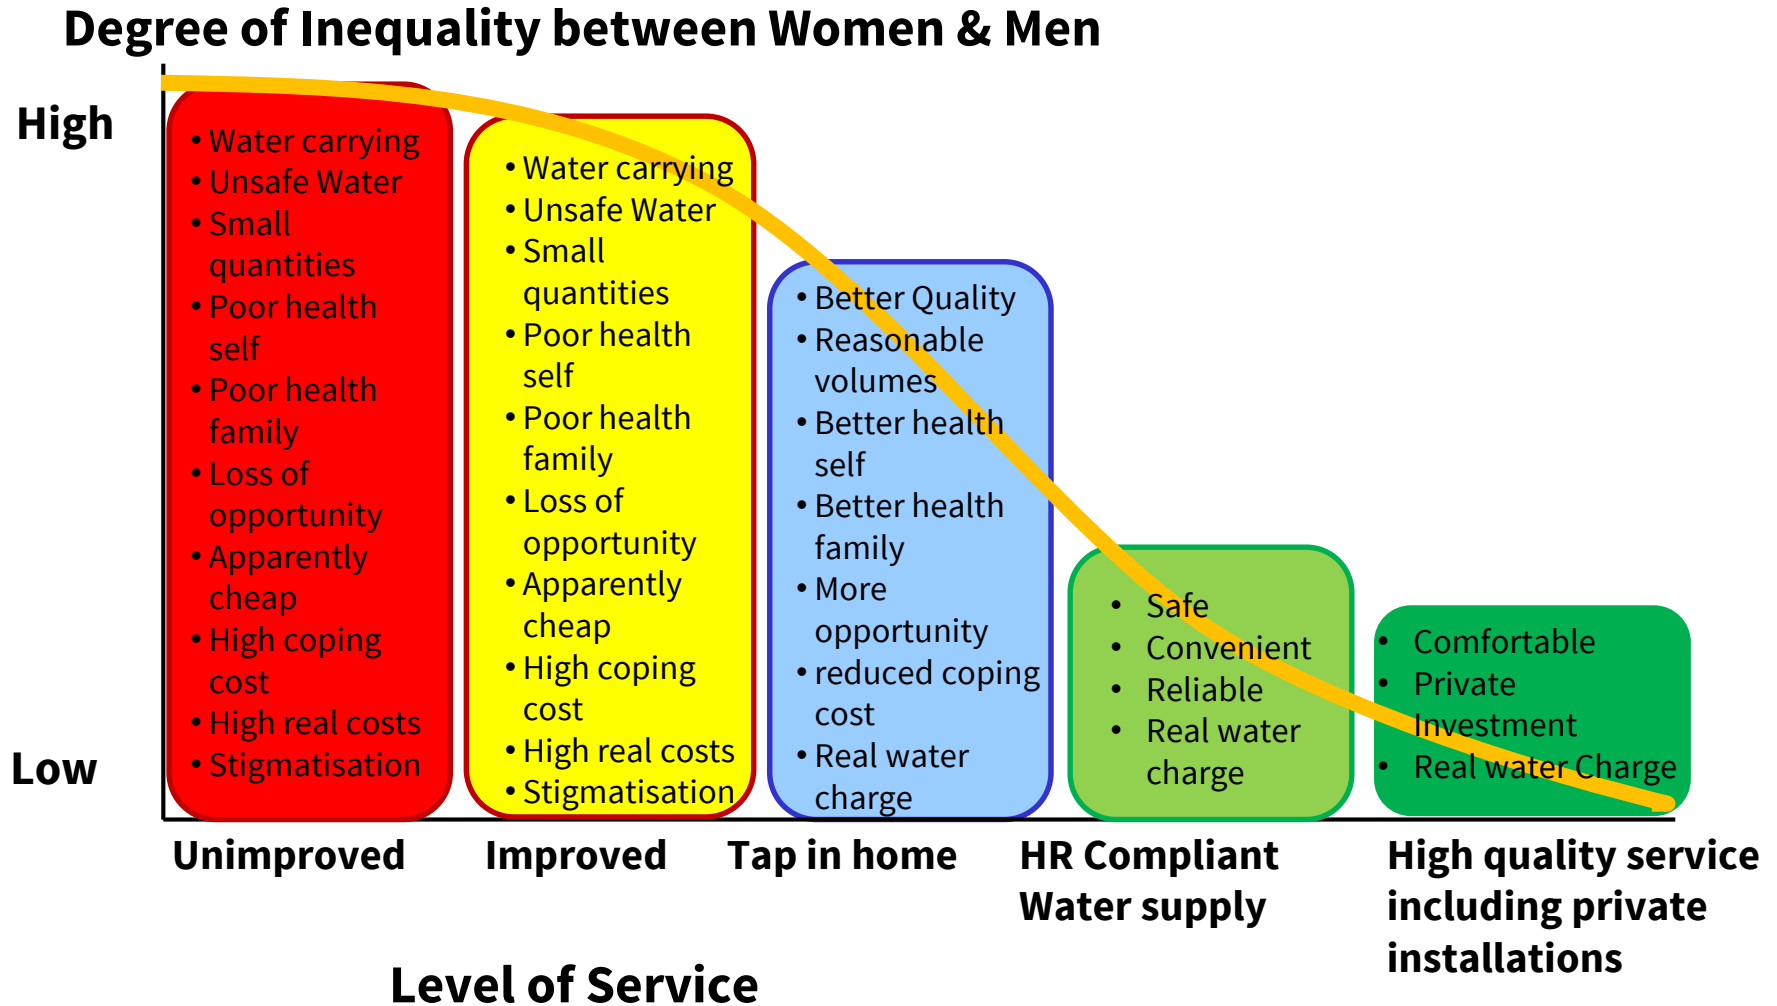 Degree of Inequality between Women & Men
High
Low
• Water carrying
• Unsafe Water
• Small
quantities
• Poor health
self
• Poor health
family
• Loss of
opportunity
• Apparently
cheap
• High coping
cost
• High real costs
• Stigmatisation
• Water carrying
• Unsafe Water
• Small
quantities
• Poor health
self
• Poor health
family
• Loss of
opportunity
• Apparently
cheap
• High coping
cost
• High real costs
• Stigmatisation
• Better Quality
• Reasonable
volumes
• Better health
self
• Better health
family
• More
opportunity
• reduced coping
cost
• Real water
charge
• Safe
• Convenient
• Reliable
• Real water
charge
• Comfortable
• Private
Investment
• Real water Charge
Unimproved
Improved
Tap in home
HR Compliant
Water supply
High quality service
including private
installations
Level of Service